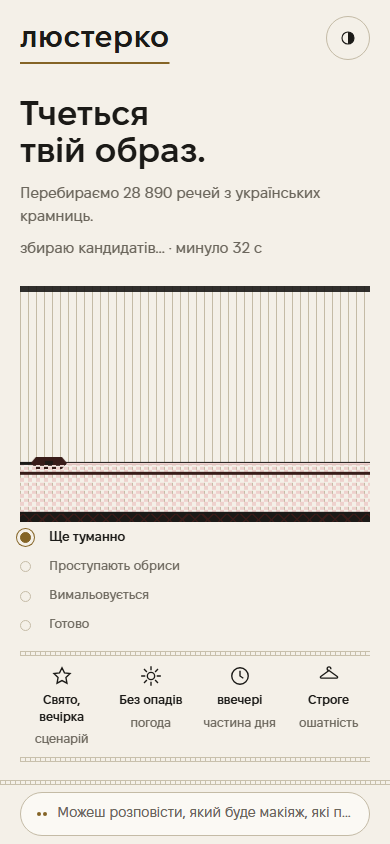 люстерко
Тчеться
твій образ.
Перебираємо 28 890 речей з українських
крамниць.
збираю кандидатів... · минуло 32 с
Ще туманно
Проступають обриси
Вимальовується
Готово
Свято,
вечірка
сценарій
Без опадів
погода
ввечері
частина дня
Строге
ошатність
Можеш розповісти, який буде макіяж, які п...